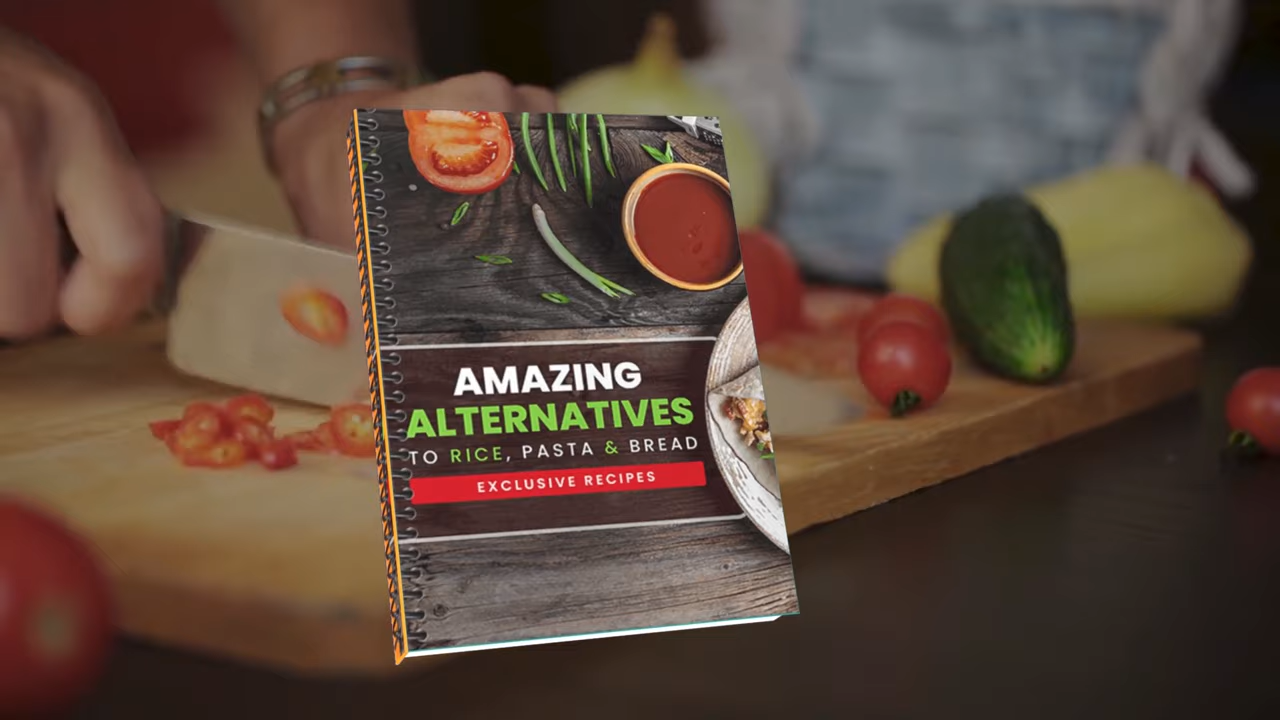 AMAZING
ALTERNATIVES
TO RICE, PASTA & BREAD
EXCLUSIVE RECIPES